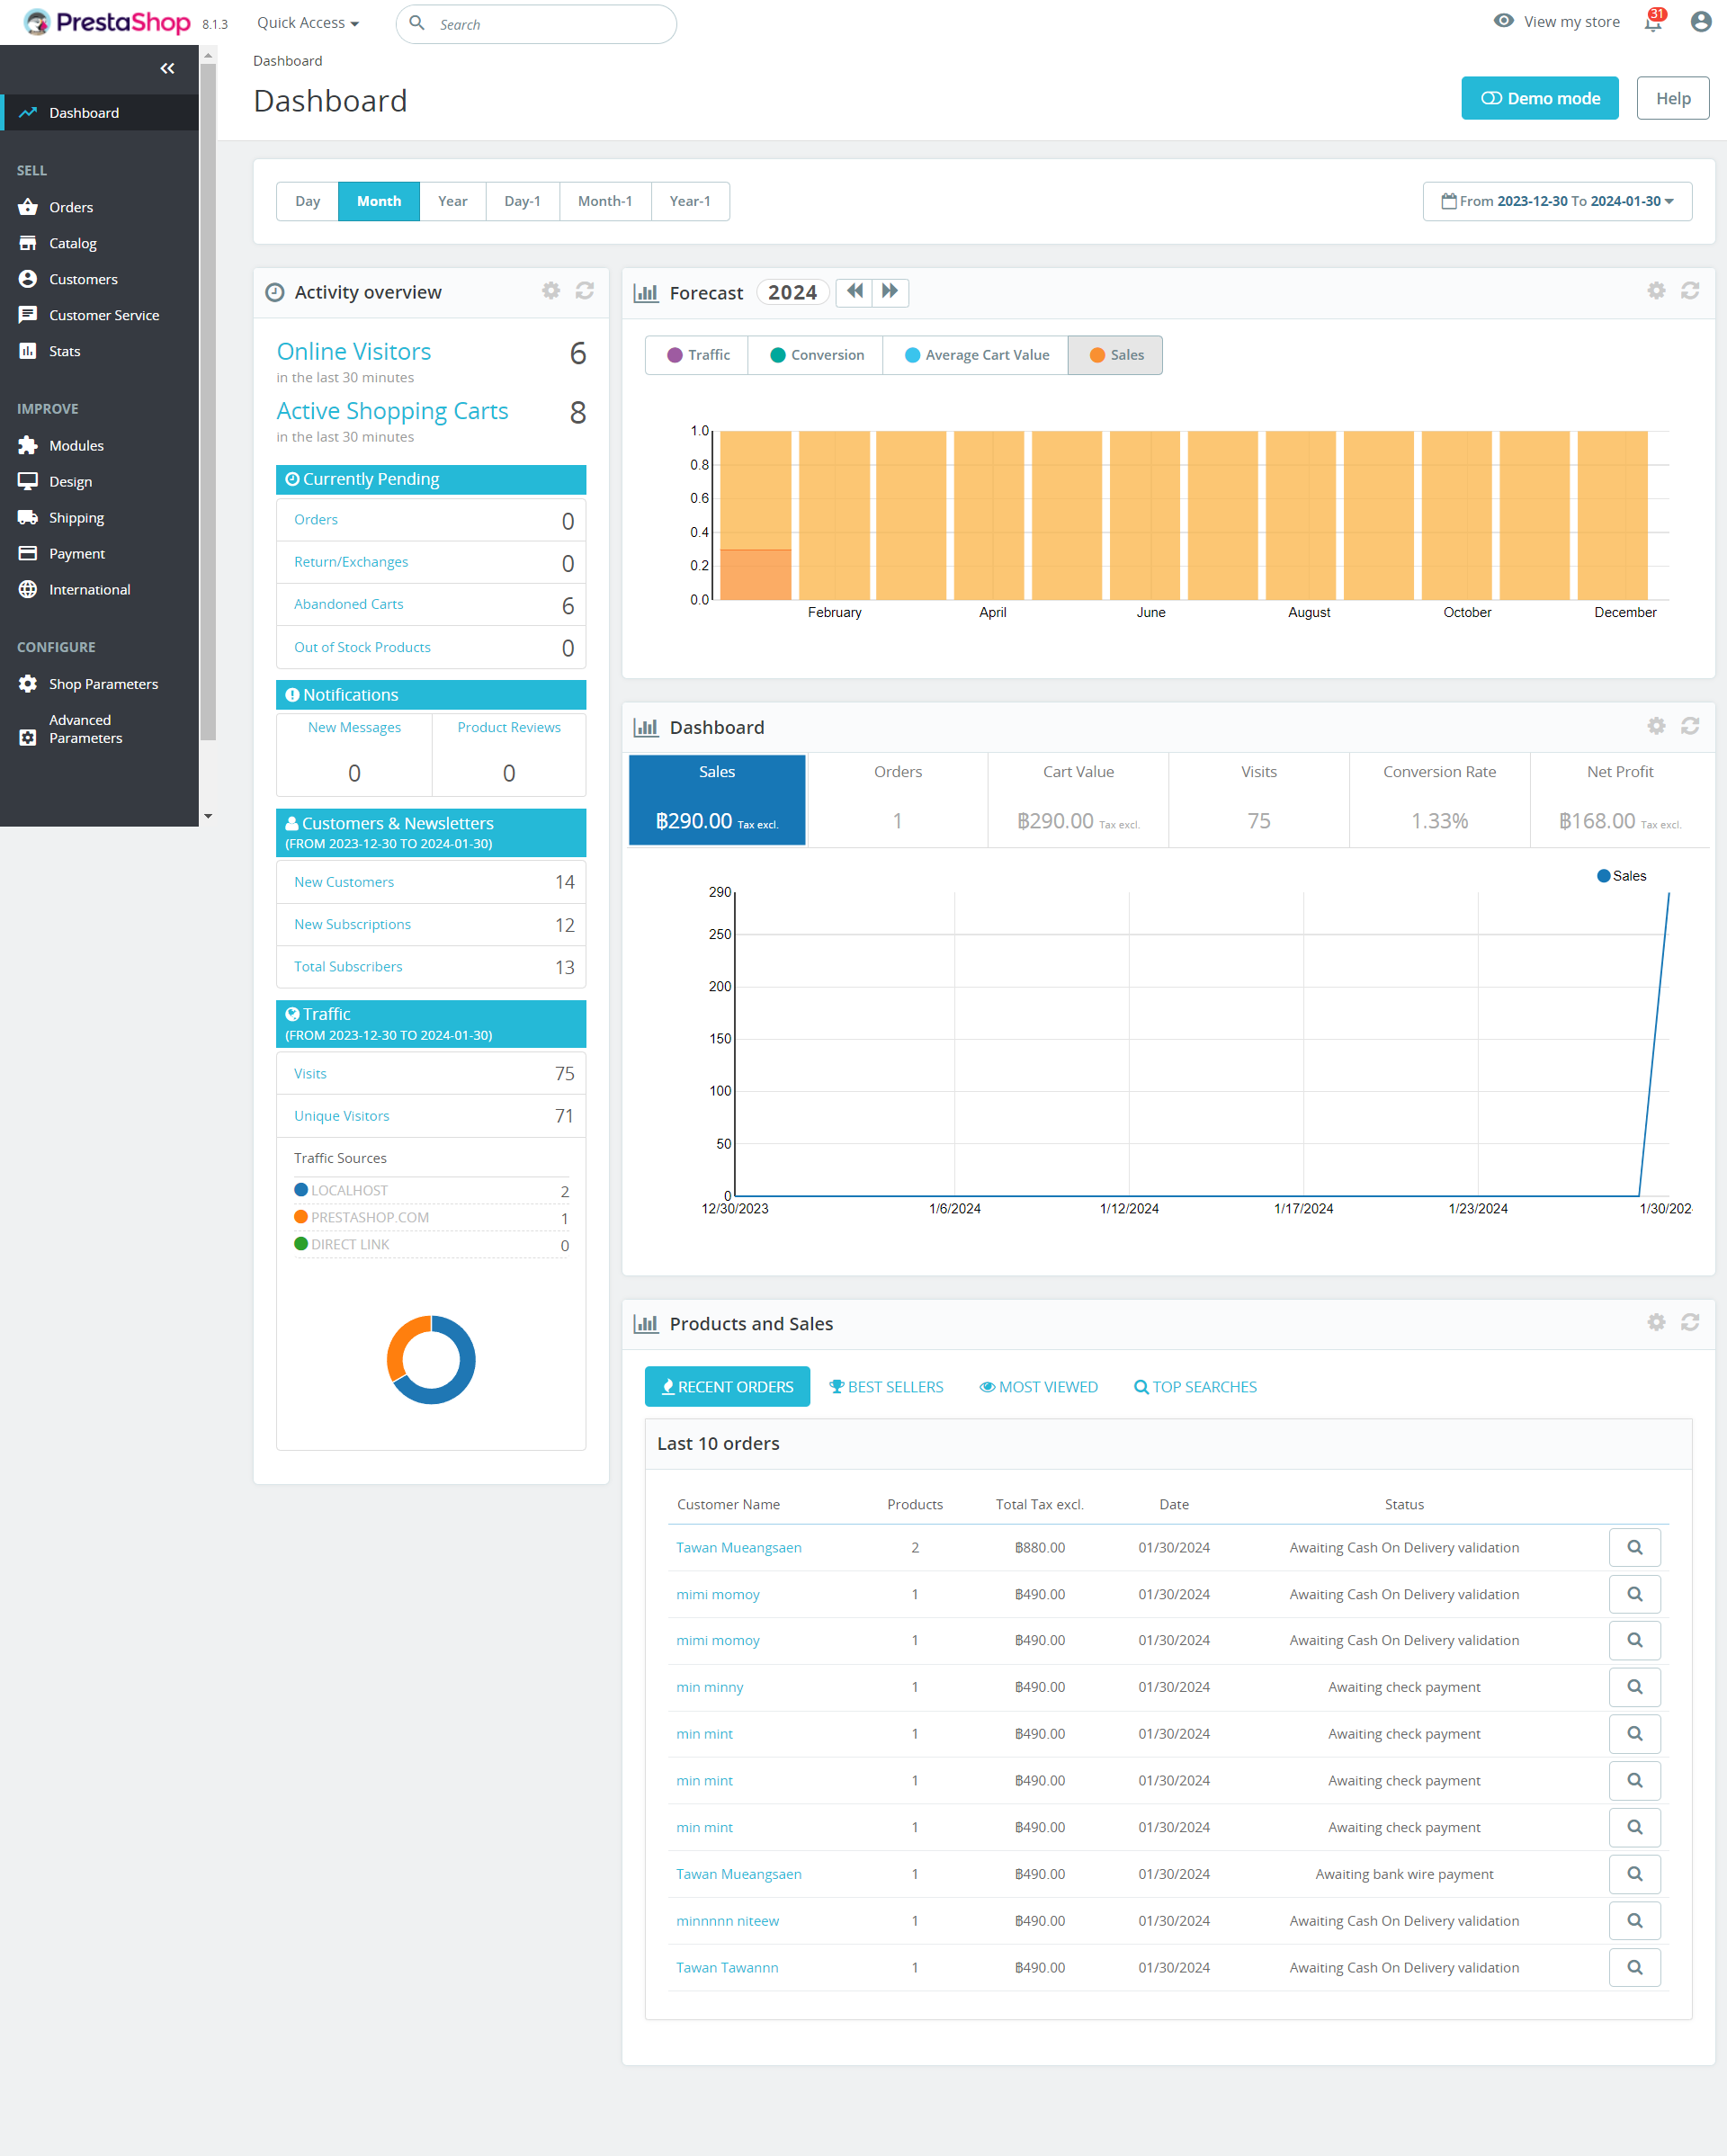 PrestaShop 8.1.3
Quick Access
Search
View my store
31
Dashboard
SELL
Orders
Catalog
Customers
Customer Service
Stats
IMPROVE
Modules
Design
Shipping
Payment
International
CONFIGURE
Shop Parameters
Advanced
Parameters
Dashboard
Dashboard
Demo mode
Help
Day Month Year Day-1 Month-1 Year-1
From 2023-12-30 To 2024-01-30
Activity overview
Online Visitors 6
in the last 30 minutes
Active Shopping Carts 8
in the last 30 minutes
Currently Pending
Orders 0
Return/Exchanges 0
Abandoned Carts 6
Out of Stock Products 0
Notifications
New Messages Product Reviews
0 0
Customers & Newsletters
(FROM 2023-12-30 TO 2024-01-30)
New Customers 14
New Subscriptions 12
Total Subscribers 13
Traffic
(FROM 2023-12-30 TO 2024-01-30)
Visits 75
Unique Visitors 71
Traffic Sources
LOCALHOST 2
PRESTASHOP.COM 1
DIRECT LINK 0
Forecast 2024
Traffic Conversion Average Cart Value Sales
1.0
0.8
0.6
0.4
0.2
0.0
February April June August October December
Dashboard
Sales Orders Cart Value Visits Conversion Rate Net Profit
฿290.00 Tax excl. 1 ฿290.00 Tax excl. 75 1.33% ฿168.00 Tax excl.
Sales
290
250
200
150
100
50
0
12/30/2023 1/6/2024 1/12/2024 1/17/2024 1/23/2024 1/30/202
Products and Sales
RECENT ORDERS BEST SELLERS MOST VIEWED TOP SEARCHES
Last 10 orders
Customer Name Products Total Tax excl. Date Status
Tawan Mueangsaen 2 ฿880.00 01/30/2024 Awaiting Cash On Delivery validation
mimi momoy 1 ฿490.00 01/30/2024 Awaiting Cash On Delivery validation
mimi momoy 1 ฿490.00 01/30/2024 Awaiting Cash On Delivery validation
min minny 1 ฿490.00 01/30/2024 Awaiting check payment
min mint 1 ฿490.00 01/30/2024 Awaiting check payment
min mint 1 ฿490.00 01/30/2024 Awaiting check payment
min mint 1 ฿490.00 01/30/2024 Awaiting check payment
Tawan Mueangsaen 1 ฿490.00 01/30/2024 Awaiting bank wire payment
minnnnn niteew 1 ฿490.00 01/30/2024 Awaiting Cash On Delivery validation
Tawan Tawannn 1 ฿490.00 01/30/2024 Awaiting Cash On Delivery validation